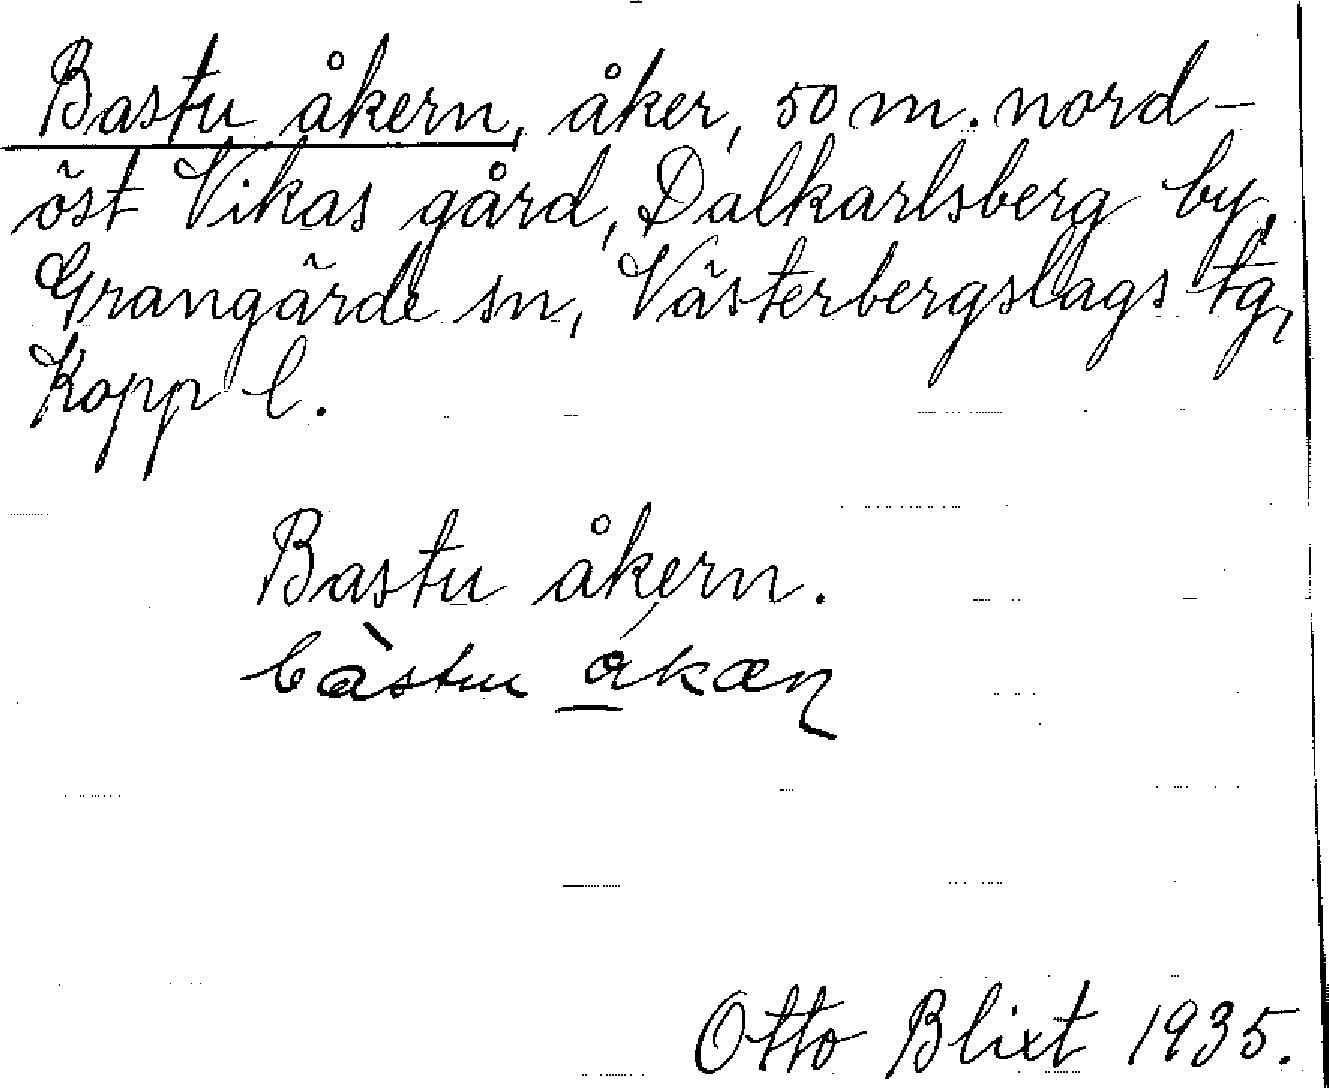 Bastu åkern, åker, 50 m. nord-
öst Vikas gård, Dalkarlsberg by,
Grangärde sn, Västerbergslags tg,
Kopp l.
Bastu åkern.
bàstu åkæɳ
Otto Blixt 1935.